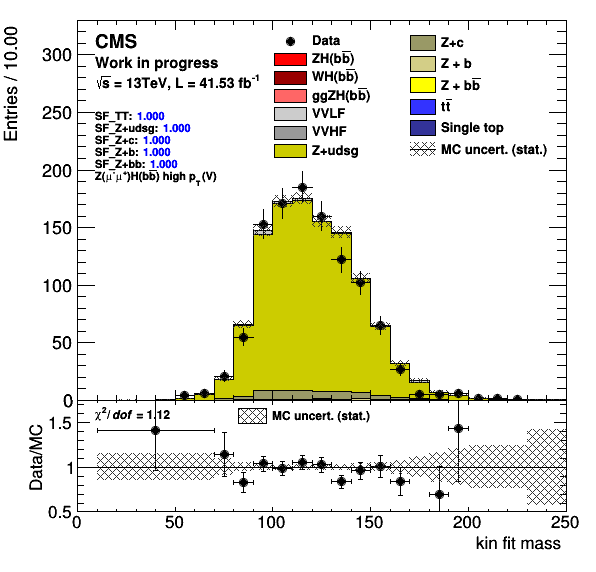 CMS
Work in progress
√s = 13TeV, L = 41.53 fb⁻¹
SF_TT: 1.000
SF_Z+udsg: 1.000
SF_Z+c: 1.000
SF_Z+b: 1.000
SF_Z+bb: 1.000
Z(μ⁻μ⁺)H(bb̅) high p_T(V)
Data
ZH(bb̅)
WH(bb̅)
ggZH(bb̅)
VVLF
VVHF
Z+udsg
Z+c
Z + b
Z + bb̅
tt̅
Single top
MC uncert. (stat.)
Entries / 10.00
300
250
200
150
100
50
0
χ²/ dof = 1.12
MC uncert. (stat.)
Data/MC
1.5
1
0.5
0 50 100 150 200 250
kin fit mass